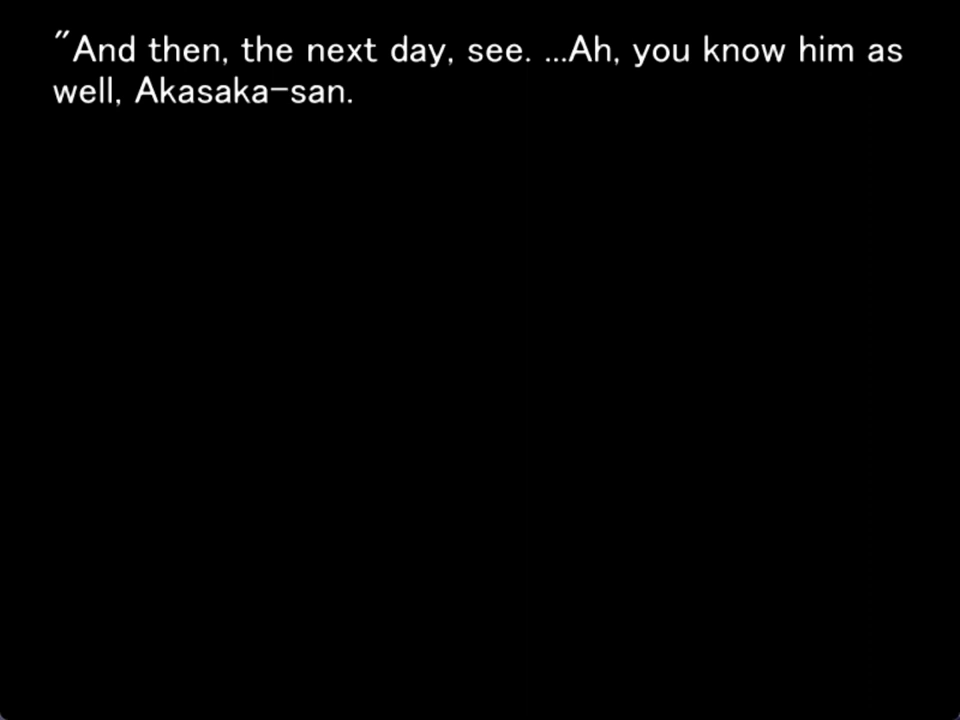 "And then, the next day, see. ...Ah, you know him as
well, Akasaka-san.